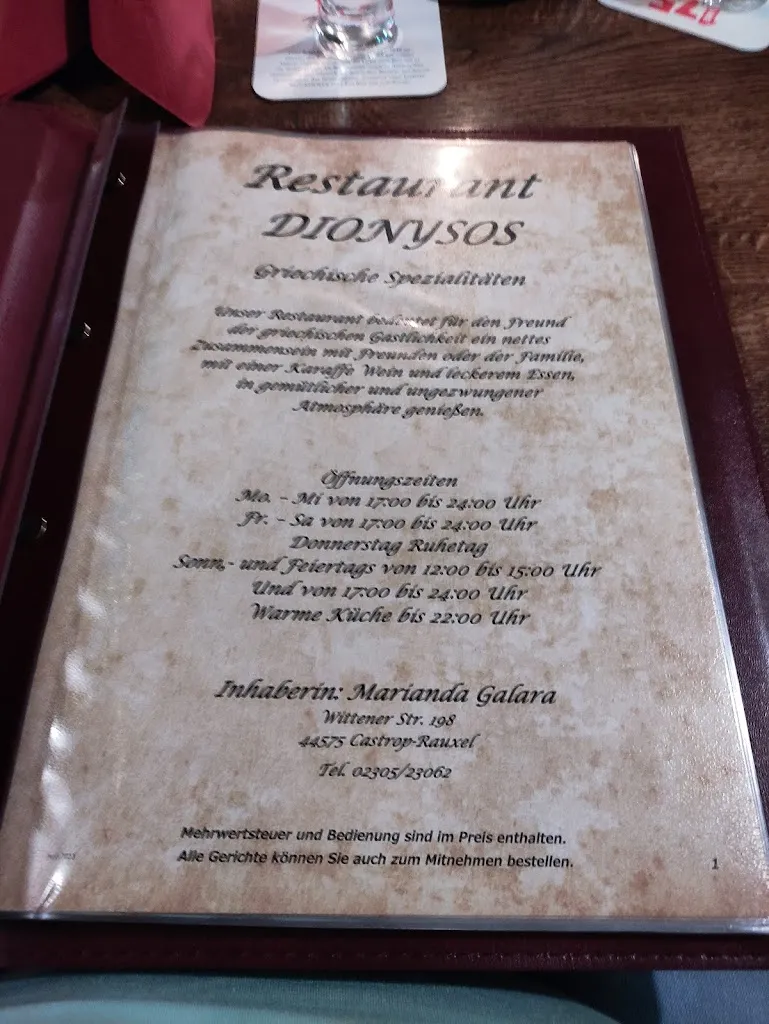 Restaurant
DIONYSOS
Griechische Spezialitäten
Unser Restaurant bedeutet für den Freund
der griechischen Gastlichkeit ein nettes
Zusammensein mit Freunden oder der Familie,
mit einer Karaffe Wein und leckerem Essen,
in gemütlicher und ungezwungener
Atmosphäre genießen.
Öffnungszeiten
Mo. - Mi von 17:00 bis 24:00 Uhr
Fr. - Sa von 17:00 bis 24:00 Uhr
Donnerstag Ruhetag
Sonn,- und Feiertags von 12:00 bis 15:00 Uhr
Und von 17:00 bis 24:00 Uhr
Warme Küche bis 22:00 Uhr
Inhaberin: Marianda Galara
Wittener Str. 198
44575 Castrop-Rauxel
Tel. 02305/23062
Mehrwertsteuer und Bedienung sind im Preis enthalten.
Alle Gerichte können Sie auch zum Mitnehmen bestellen.
1